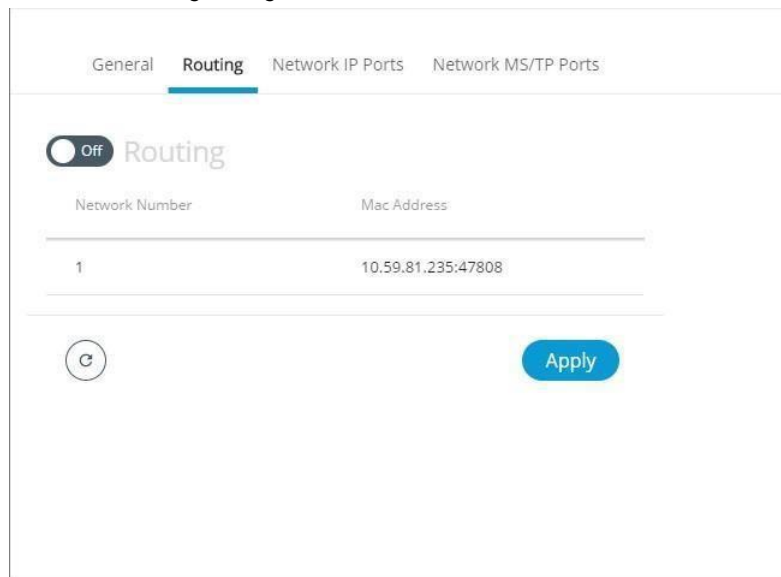 General Routing Network IP Ports Network MS/TP Ports
Off Routing
Network Number Mac Address
1 10.59.81.235:47808
Apply